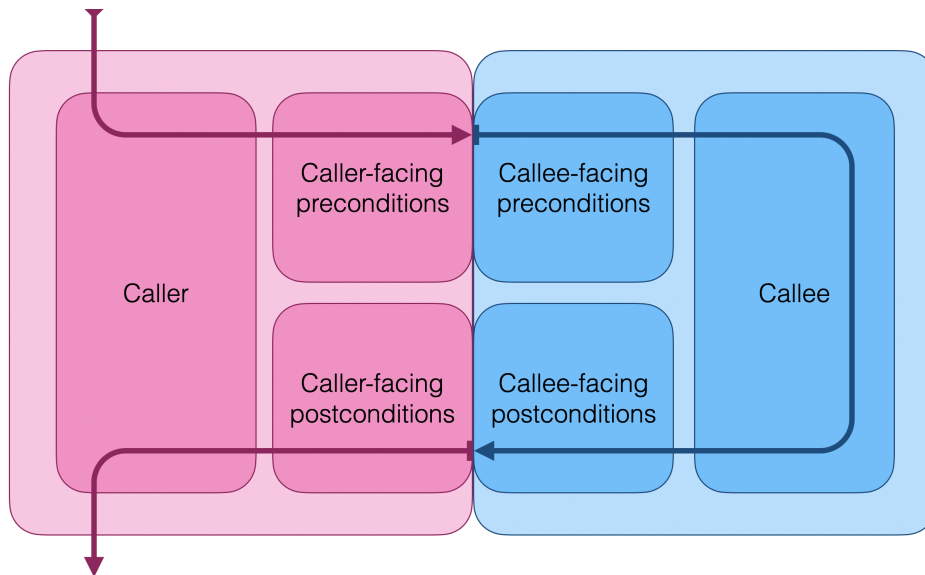 Caller-facing
preconditions
Callee-facing
preconditions
Caller
Callee
Caller-facing
postconditions
Callee-facing
postconditions